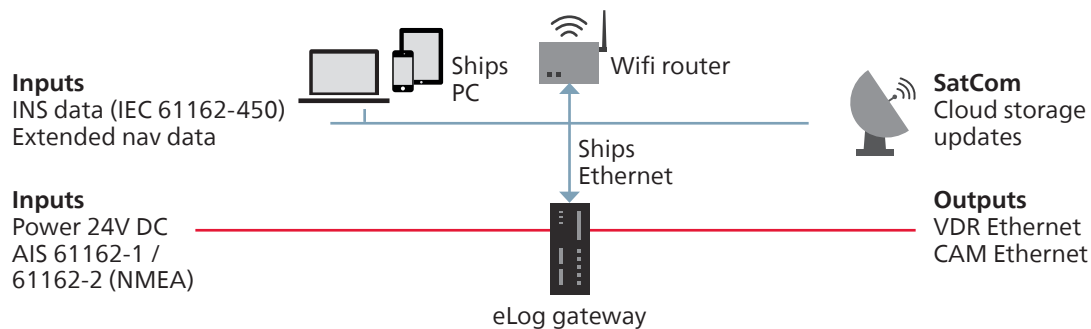 Inputs
INS data (IEC 61162-450)
Extended nav data
Ships
PC
Wifi router
SatCom
Cloud storage
updates
Ships
Ethernet
Inputs
Power 24V DC
AIS 61162-1 /
61162-2 (NMEA)
Outputs
VDR Ethernet
CAM Ethernet
eLog gateway